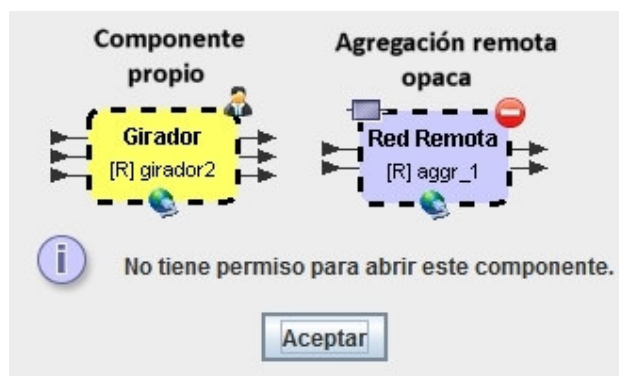 Componente
propio
Agregación remota
opaca
Girador
[R] girador2
Red Remota
[R] aggr_1
i
No tiene permiso para abrir este componente.
Aceptar